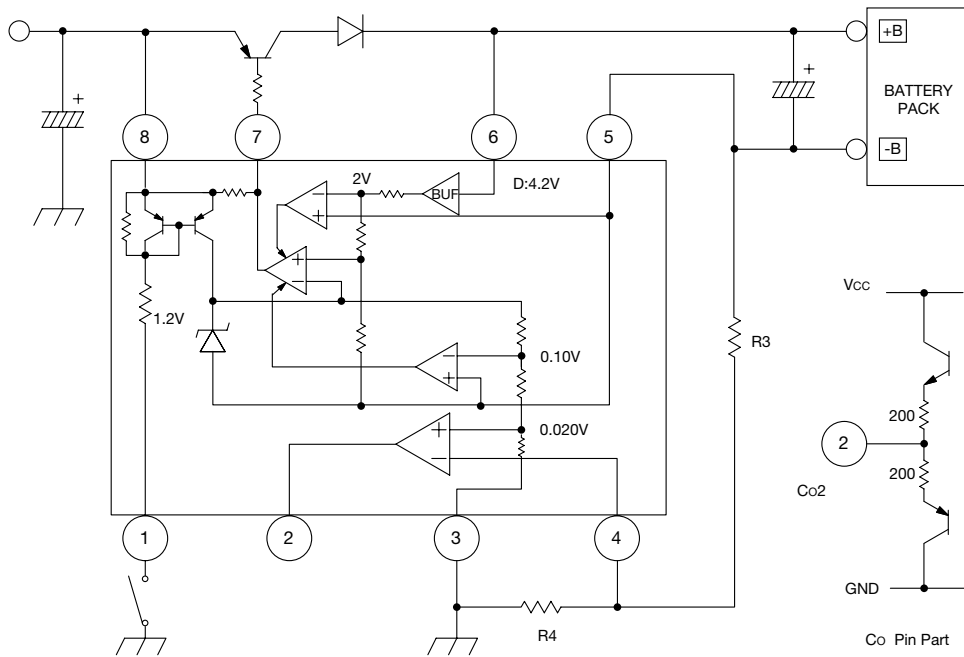 +B
BATTERY
PACK
-B
+
+
8
7
6
5
2V
BUF
D:4.2V
−
+
+
−
1.2V
−
+
0.10V
R3
+
−
0.020V
1
2
3
4
R4
VCC
200
2
200
CO2
GND
CO Pin Part